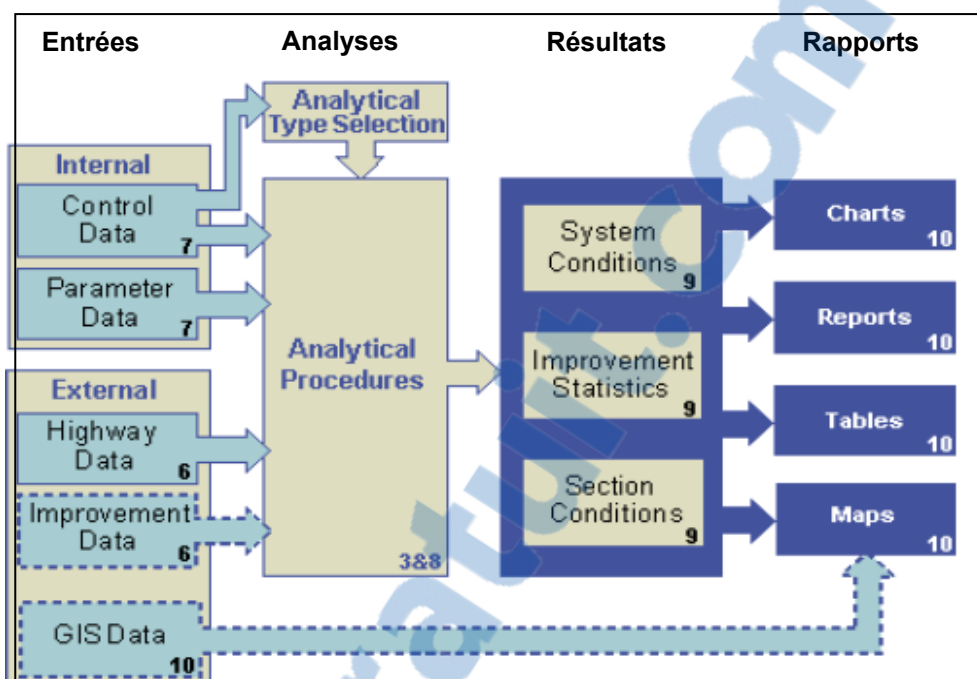 Entrées
Analyses
Résultats
Rapports
Analytical
Type Selection
Internal
Control
Data
7
Parameter
Data
7
External
Highway
Data
6
Improvement
Data
6
GIS Data
10
Analytical
Procedures
3&8
System
Conditions
9
Improvement
Statistics
9
Section
Conditions
9
Charts
10
Reports
10
Tables
10
Maps
10